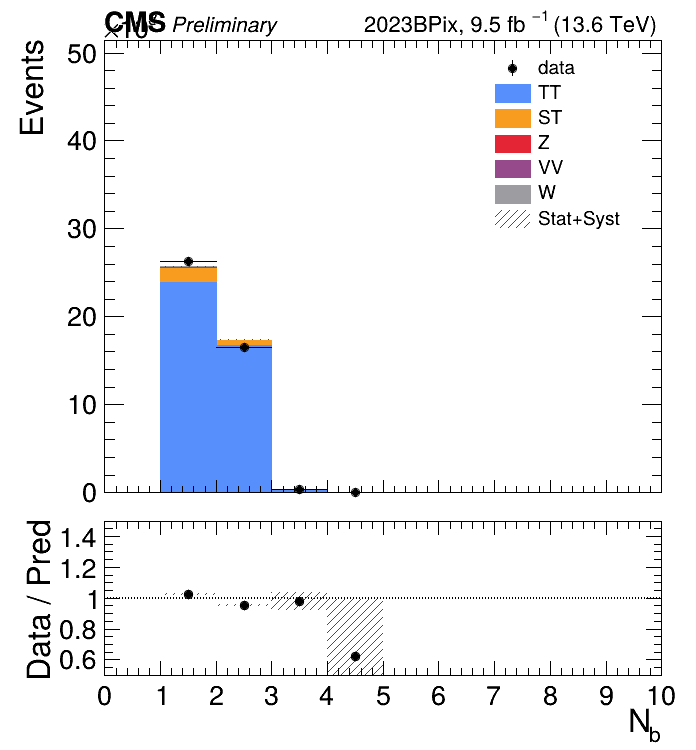 CMS Preliminary 2023BPix, 9.5 fb⁻¹ (13.6 TeV)
Events
50
40
30
20
10
0
data
TT
ST
Z
VV
W
Stat+Syst
Data / Pred
1.4
1.2
1
0.8
0.6
0 1 2 3 4 5 6 7 8 9 10
N_b